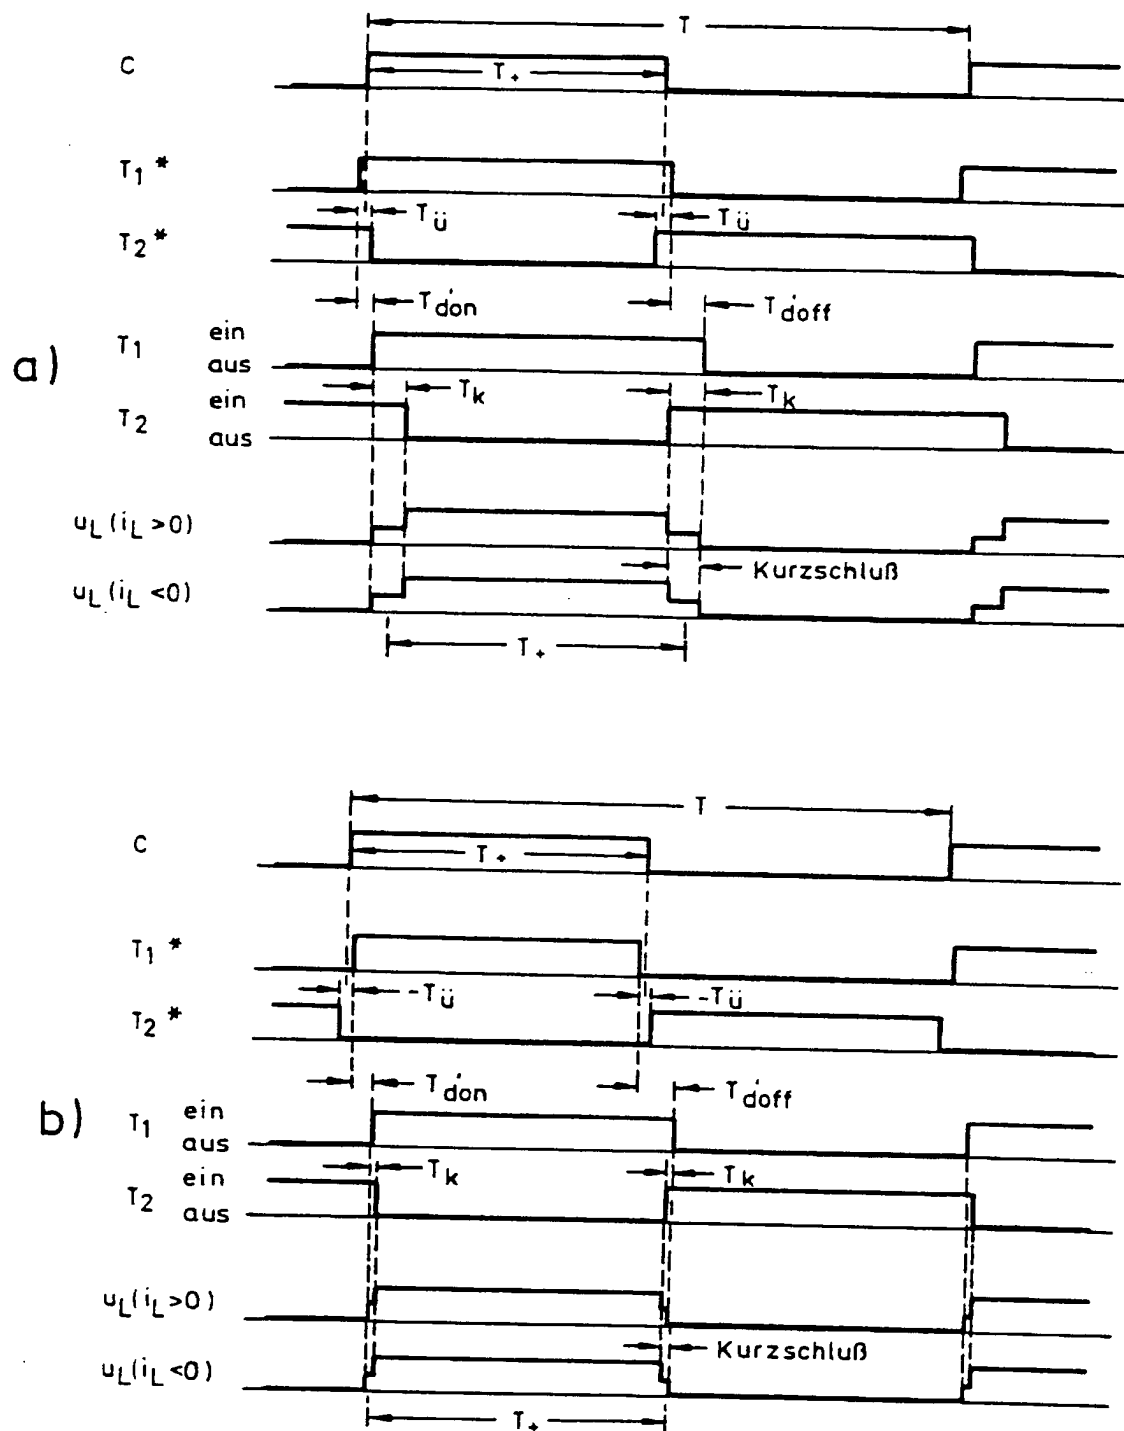 T
C
T₊
T₁*
Tü Tü
T₂*
T'don T'doff
a) T₁ ein
aus
Tk Tk
T₂ ein
aus
uL(iL>0)
Kurzschluß
uL(iL<0)
T₊
T
C
T₊
T₁*
-Tü -Tü
T₂*
T'don T'doff
b) T₁ ein
aus
Tk Tk
T₂ ein
aus
uL(iL>0)
Kurzschluß
uL(iL<0)
T₊